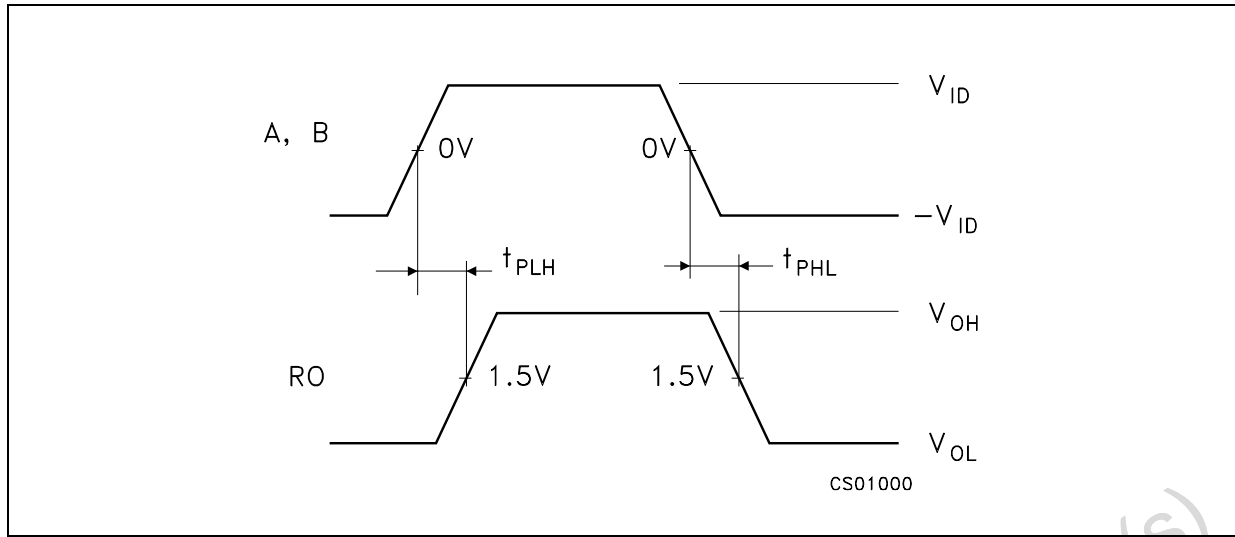 V_ID
A, B
0V 0V
-V_ID
t_PLH t_PHL
V_OH
RO 1.5V 1.5V
V_OL
CS01000
(s)